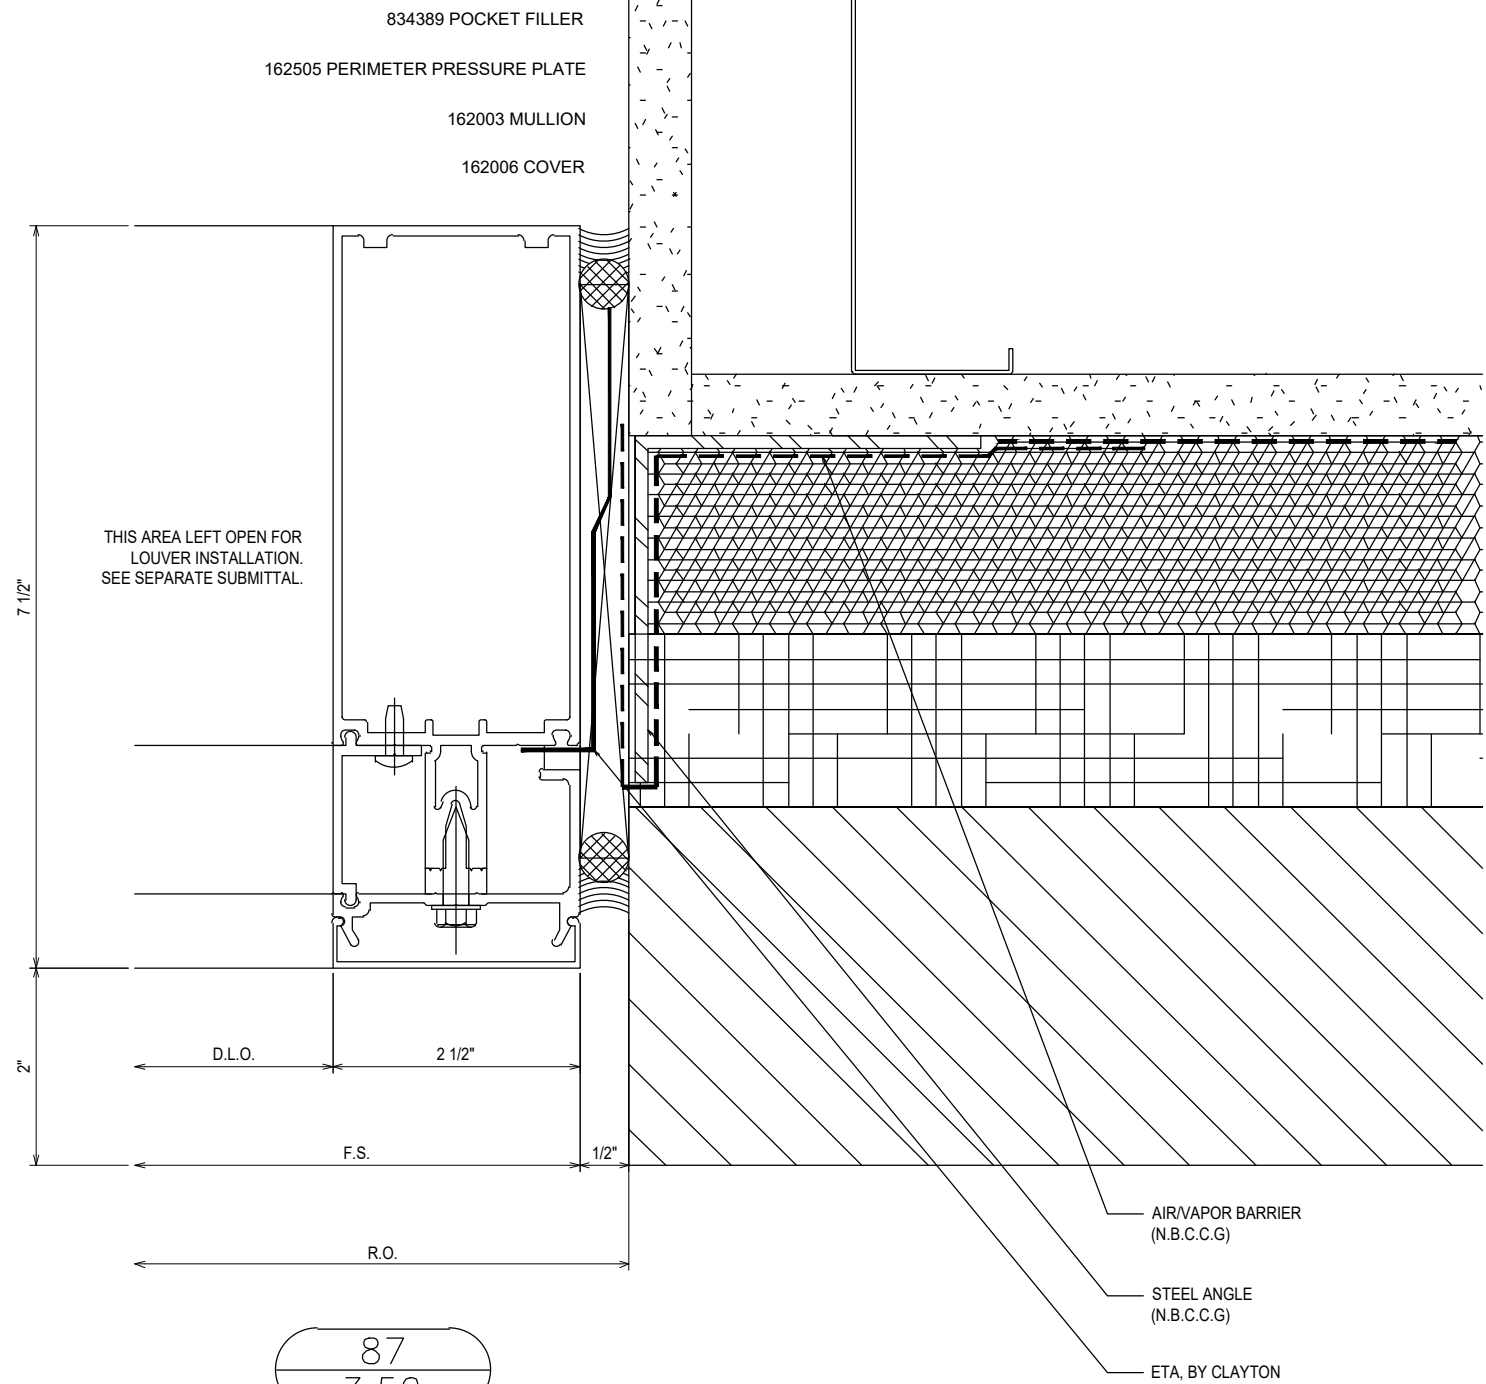 834389 POCKET FILLER
162505 PERIMETER PRESSURE PLATE
162003 MULLION
162006 COVER
THIS AREA LEFT OPEN FOR
LOUVER INSTALLATION.
SEE SEPARATE SUBMITTAL.
7 1/2"
2"
D.L.O.
2 1/2"
F.S.
1/2"
R.O.
AIR/VAPOR BARRIER
(N.B.C.C.G)
STEEL ANGLE
(N.B.C.C.G)
ETA, BY CLAYTON
87